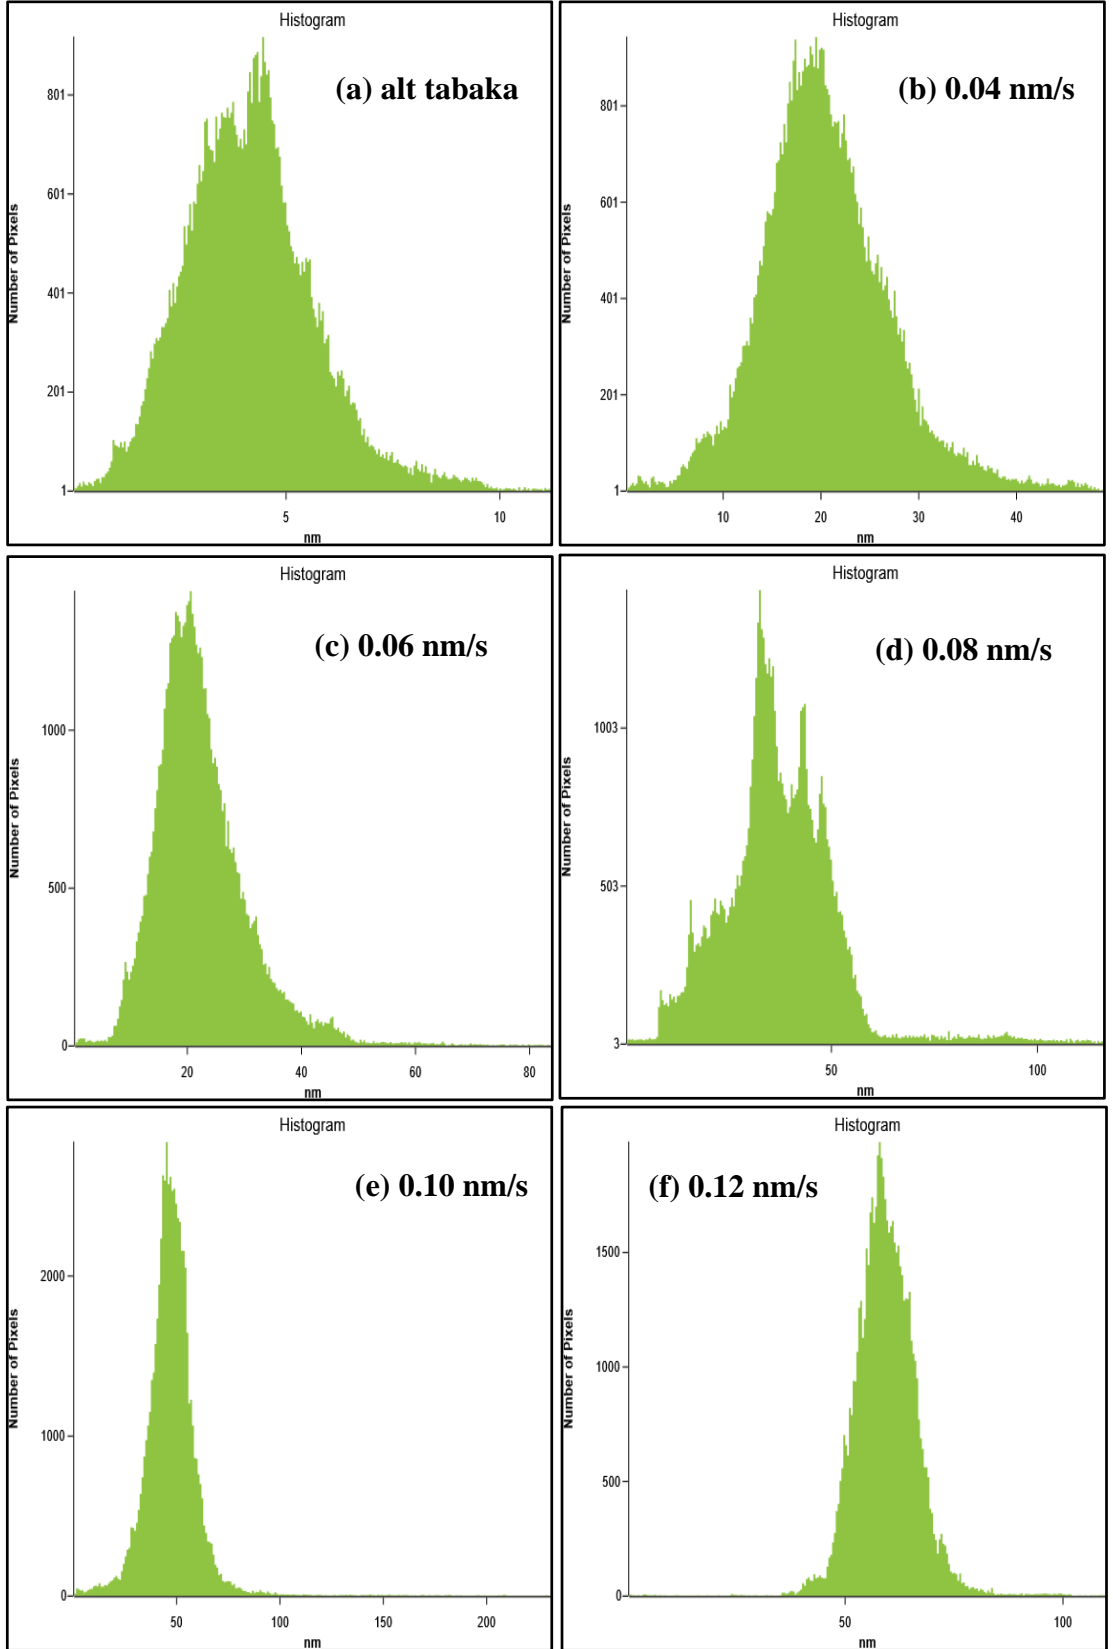 Histogram
(a) alt tabaka
801
601
401
201
1
Number of Pixels
5
10
nm
Histogram
(b) 0.04 nm/s
801
601
401
201
1
Number of Pixels
10
20
30
40
nm
Histogram
(c) 0.06 nm/s
1000
500
0
Number of Pixels
20
40
60
80
nm
Histogram
(d) 0.08 nm/s
1003
503
3
Number of Pixels
50
100
nm
Histogram
(e) 0.10 nm/s
2000
1000
0
Number of Pixels
50
100
150
200
nm
Histogram
(f) 0.12 nm/s
1500
1000
500
0
Number of Pixels
50
100
nm